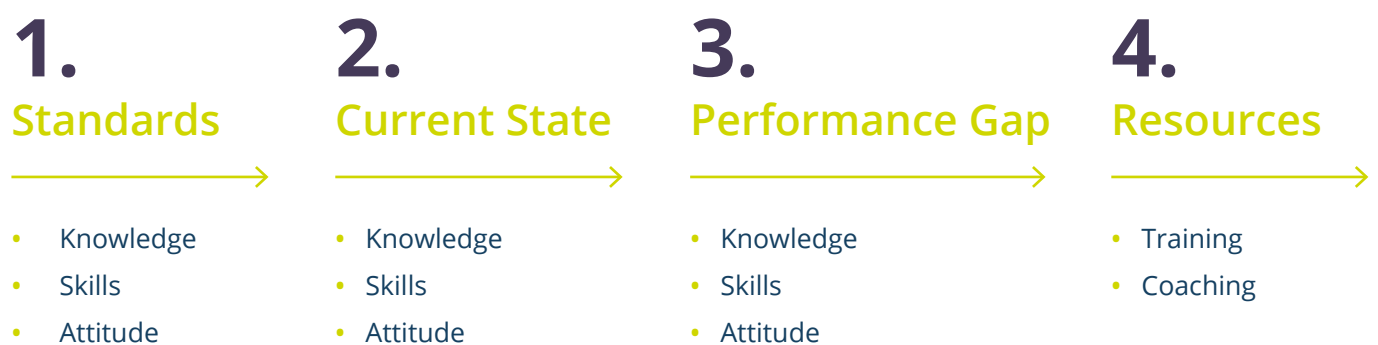 1.
Standards
• Knowledge
• Skills
• Attitude
2.
Current State
• Knowledge
• Skills
• Attitude
3.
Performance Gap
• Knowledge
• Skills
• Attitude
4.
Resources
• Training
• Coaching